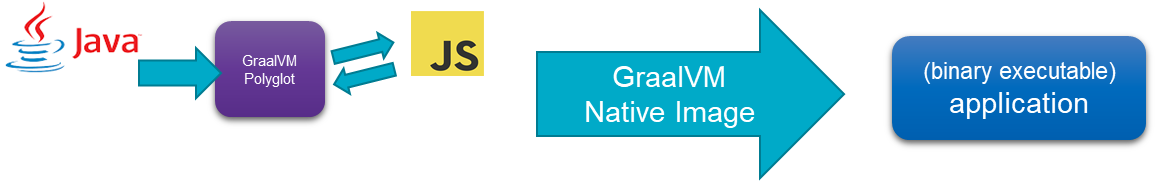 Java
GraalVM
Polyglot
JS
GraalVM
Native Image
(binary executable)
application